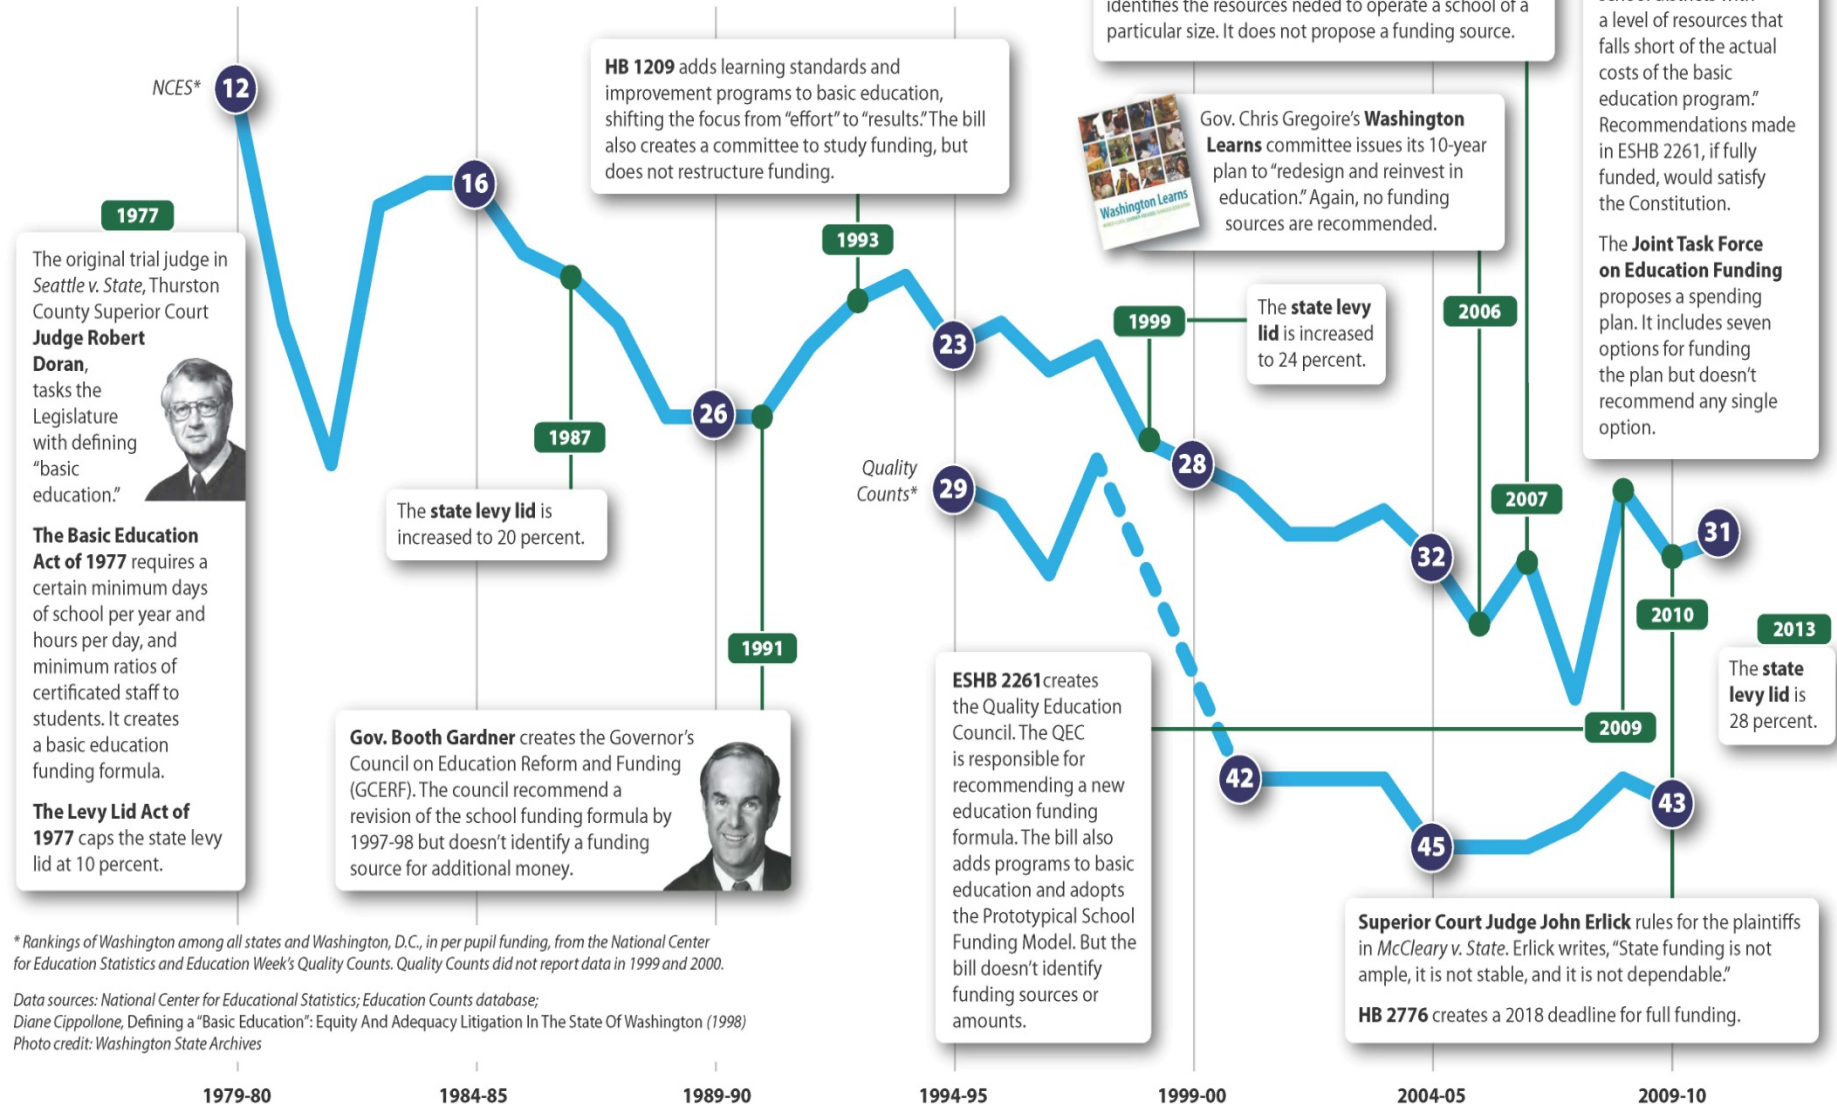 identifies the resources neded to operate a school of a
particular size. It does not propose a funding source.
a level of resources that
falls short of the actual
costs of the basic
education program.”
Recommendations made
in ESHB 2261, if fully
funded, would satisfy
the Constitution.
The Joint Task Force
on Education Funding
proposes a spending
plan. It includes seven
options for funding
the plan but doesn’t
recommend any single
option.
NCES*
12
HB 1209 adds learning standards and
improvement programs to basic education,
shifting the focus from “effort” to “results.” The bill
also creates a committee to study funding, but
does not restructure funding.
1993
Washington Learns
Gov. Chris Gregoire’s Washington
Learns committee issues its 10-year
plan to “redesign and reinvest in
education.” Again, no funding
sources are recommended.
2006
16
1977
The original trial judge in
Seattle v. State, Thurston
County Superior Court
Judge Robert
Doran,
tasks the
Legislature
with defining
“basic
education.”
The Basic Education
Act of 1977 requires a
certain minimum days
of school per year and
hours per day, and
minimum ratios of
certificated staff to
students. It creates
a basic education
funding formula.
The Levy Lid Act of
1977 caps the state levy
lid at 10 percent.
1987
The state levy lid is
increased to 20 percent.
26
1991
Gov. Booth Gardner creates the Governor’s
Council on Education Reform and Funding
(GCERF). The council recommend a
revision of the school funding formula by
1997-98 but doesn’t identify a funding
source for additional money.
23
1999
The state levy
lid is increased
to 24 percent.
28
Quality
Counts*
29
32
2007
31
2010
2013
The state
levy lid is
28 percent.
2009
ESHB 2261 creates
the Quality Education
Council. The QEC
is responsible for
recommending a new
education funding
formula. The bill also
adds programs to basic
education and adopts
the Prototypical School
Funding Model. But the
bill doesn’t identify
funding sources or
amounts.
42
45
43
Superior Court Judge John Erlick rules for the plaintiffs
in McCleary v. State. Erlick writes, “State funding is not
ample, it is not stable, and it is not dependable.”
HB 2776 creates a 2018 deadline for full funding.
* Rankings of Washington among all states and Washington, D.C., in per pupil funding, from the National Center
for Education Statistics and Education Week’s Quality Counts. Quality Counts did not report data in 1999 and 2000.
Data sources: National Center for Educational Statistics; Education Counts database;
Diane Cippollone, Defining a “Basic Education”: Equity And Adequacy Litigation In The State Of Washington (1998)
Photo credit: Washington State Archives
1979-80
1984-85
1989-90
1994-95
1999-00
2004-05
2009-10